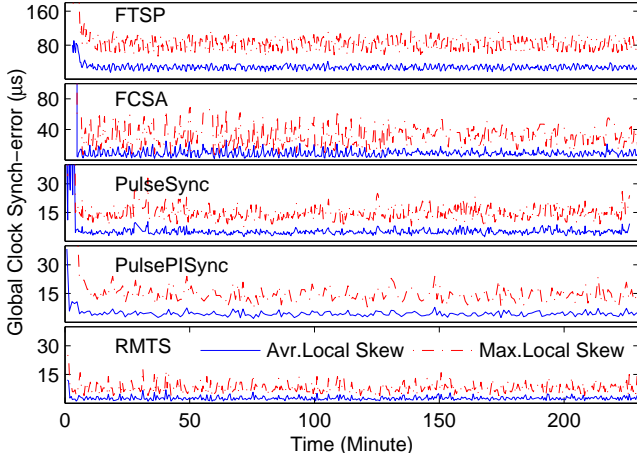 FTSP
160
80
FCSA
80
40
PulseSync
30
15
PulsePISync
30
15
RMTS
Avr.Local Skew
Max.Local Skew
30
15
0
50
100
150
200
Time (Minute)
Global Clock Synch-error (μs)